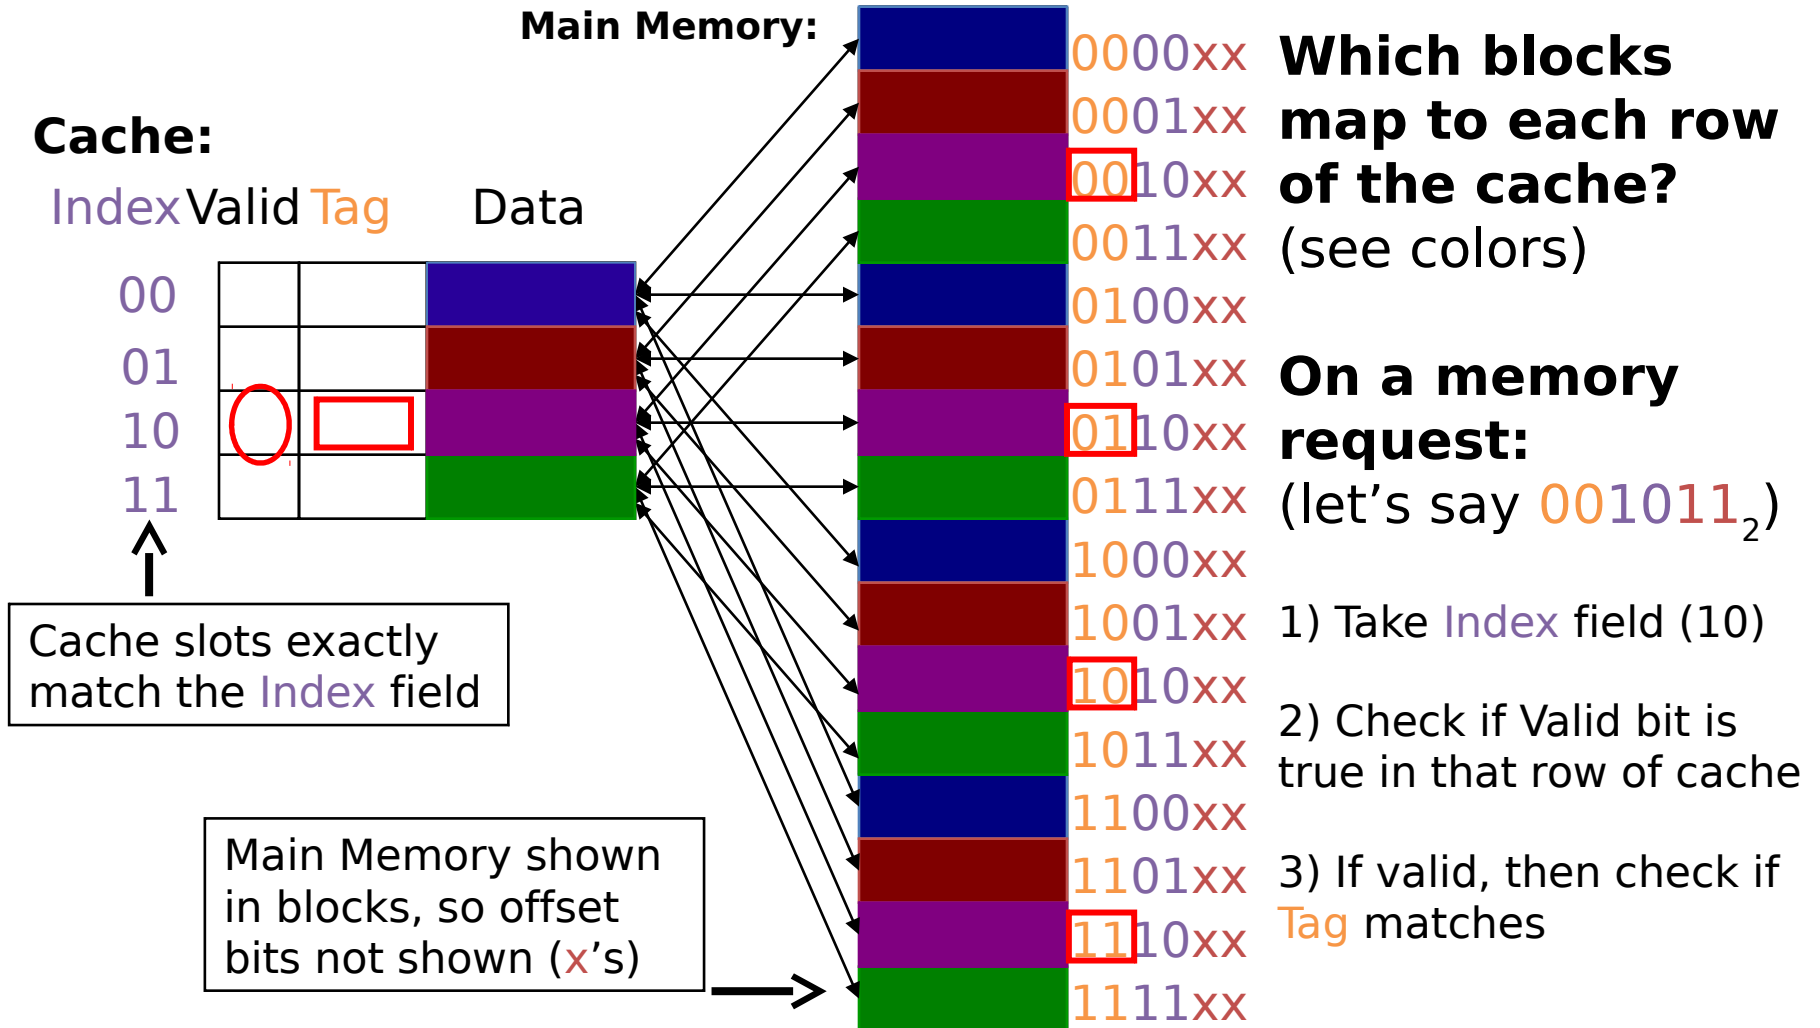 Main Memory:
Cache:
Index Valid Tag Data
00
01
10
11
Cache slots exactly
match the Index field
Main Memory shown
in blocks, so offset
bits not shown (x’s)
0000xx
0001xx
0010xx
0011xx
0100xx
0101xx
0110xx
0111xx
1000xx
1001xx
1010xx
1011xx
1100xx
1101xx
1110xx
1111xx
Which blocks
map to each row
of the cache?
(see colors)
On a memory
request:
(let’s say 001011₂)
1) Take Index field (10)
2) Check if Valid bit is
true in that row of cache
3) If valid, then check if
Tag matches